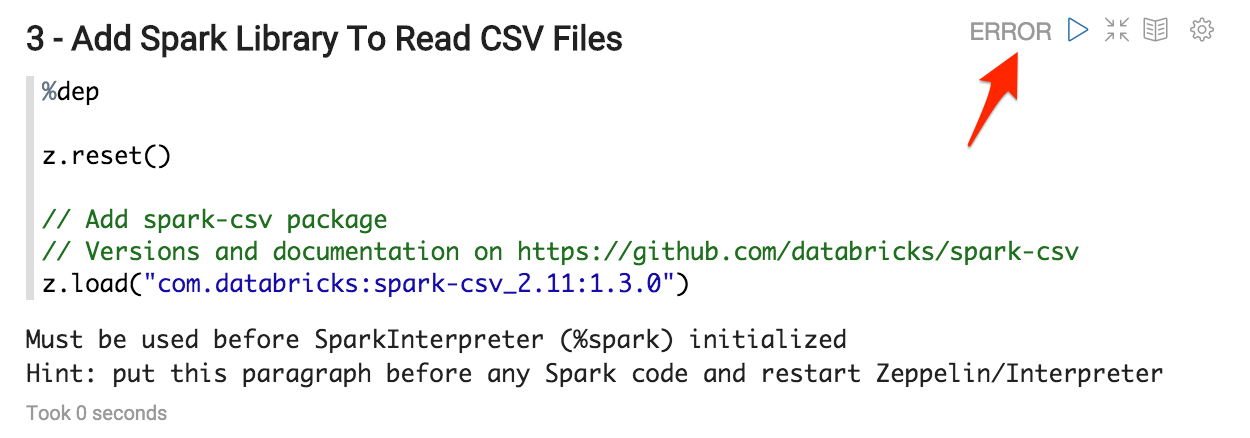 3 - Add Spark Library To Read CSV Files
ERROR
%dep
z.reset()
// Add spark-csv package
// Versions and documentation on https://github.com/databricks/spark-csv
z.load("com.databricks:spark-csv_2.11:1.3.0")
Must be used before SparkInterpreter (%spark) initialized
Hint: put this paragraph before any Spark code and restart Zeppelin/Interpreter
Took 0 seconds